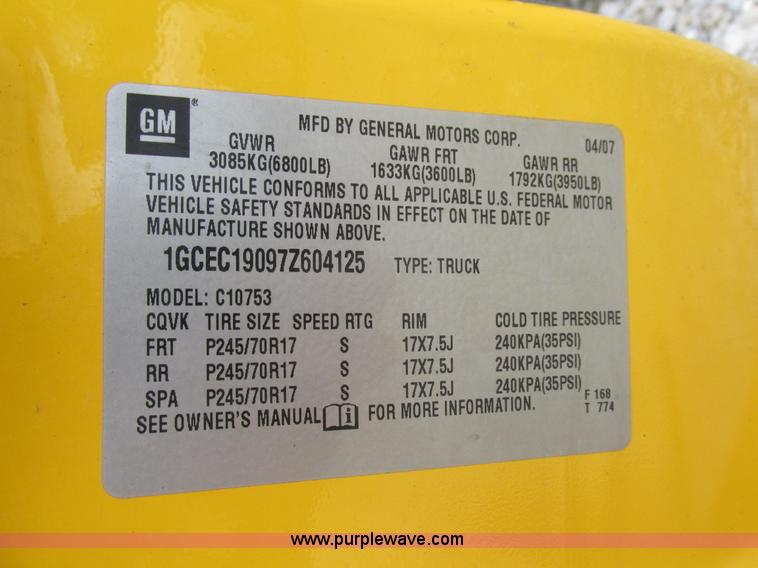 GM ®
MFD BY GENERAL MOTORS CORP. 04/07
GVWR GAWR FRT GAWR RR
3085KG(6800LB) 1633KG(3600LB) 1792KG(3950LB)
THIS VEHICLE CONFORMS TO ALL APPLICABLE U.S. FEDERAL MOTOR
VEHICLE SAFETY STANDARDS IN EFFECT ON THE DATE OF
MANUFACTURE SHOWN ABOVE.
1GCEC19097Z604125 TYPE: TRUCK
MODEL: C10753
CQVK TIRE SIZE SPEED RTG RIM COLD TIRE PRESSURE
FRT P245/70R17 S 17X7.5J 240KPA(35PSI)
RR P245/70R17 S 17X7.5J 240KPA(35PSI)
SPA P245/70R17 S 17X7.5J 240KPA(35PSI)
SEE OWNER'S MANUAL i FOR MORE INFORMATION.
F 168
T 774
www.purplewave.com